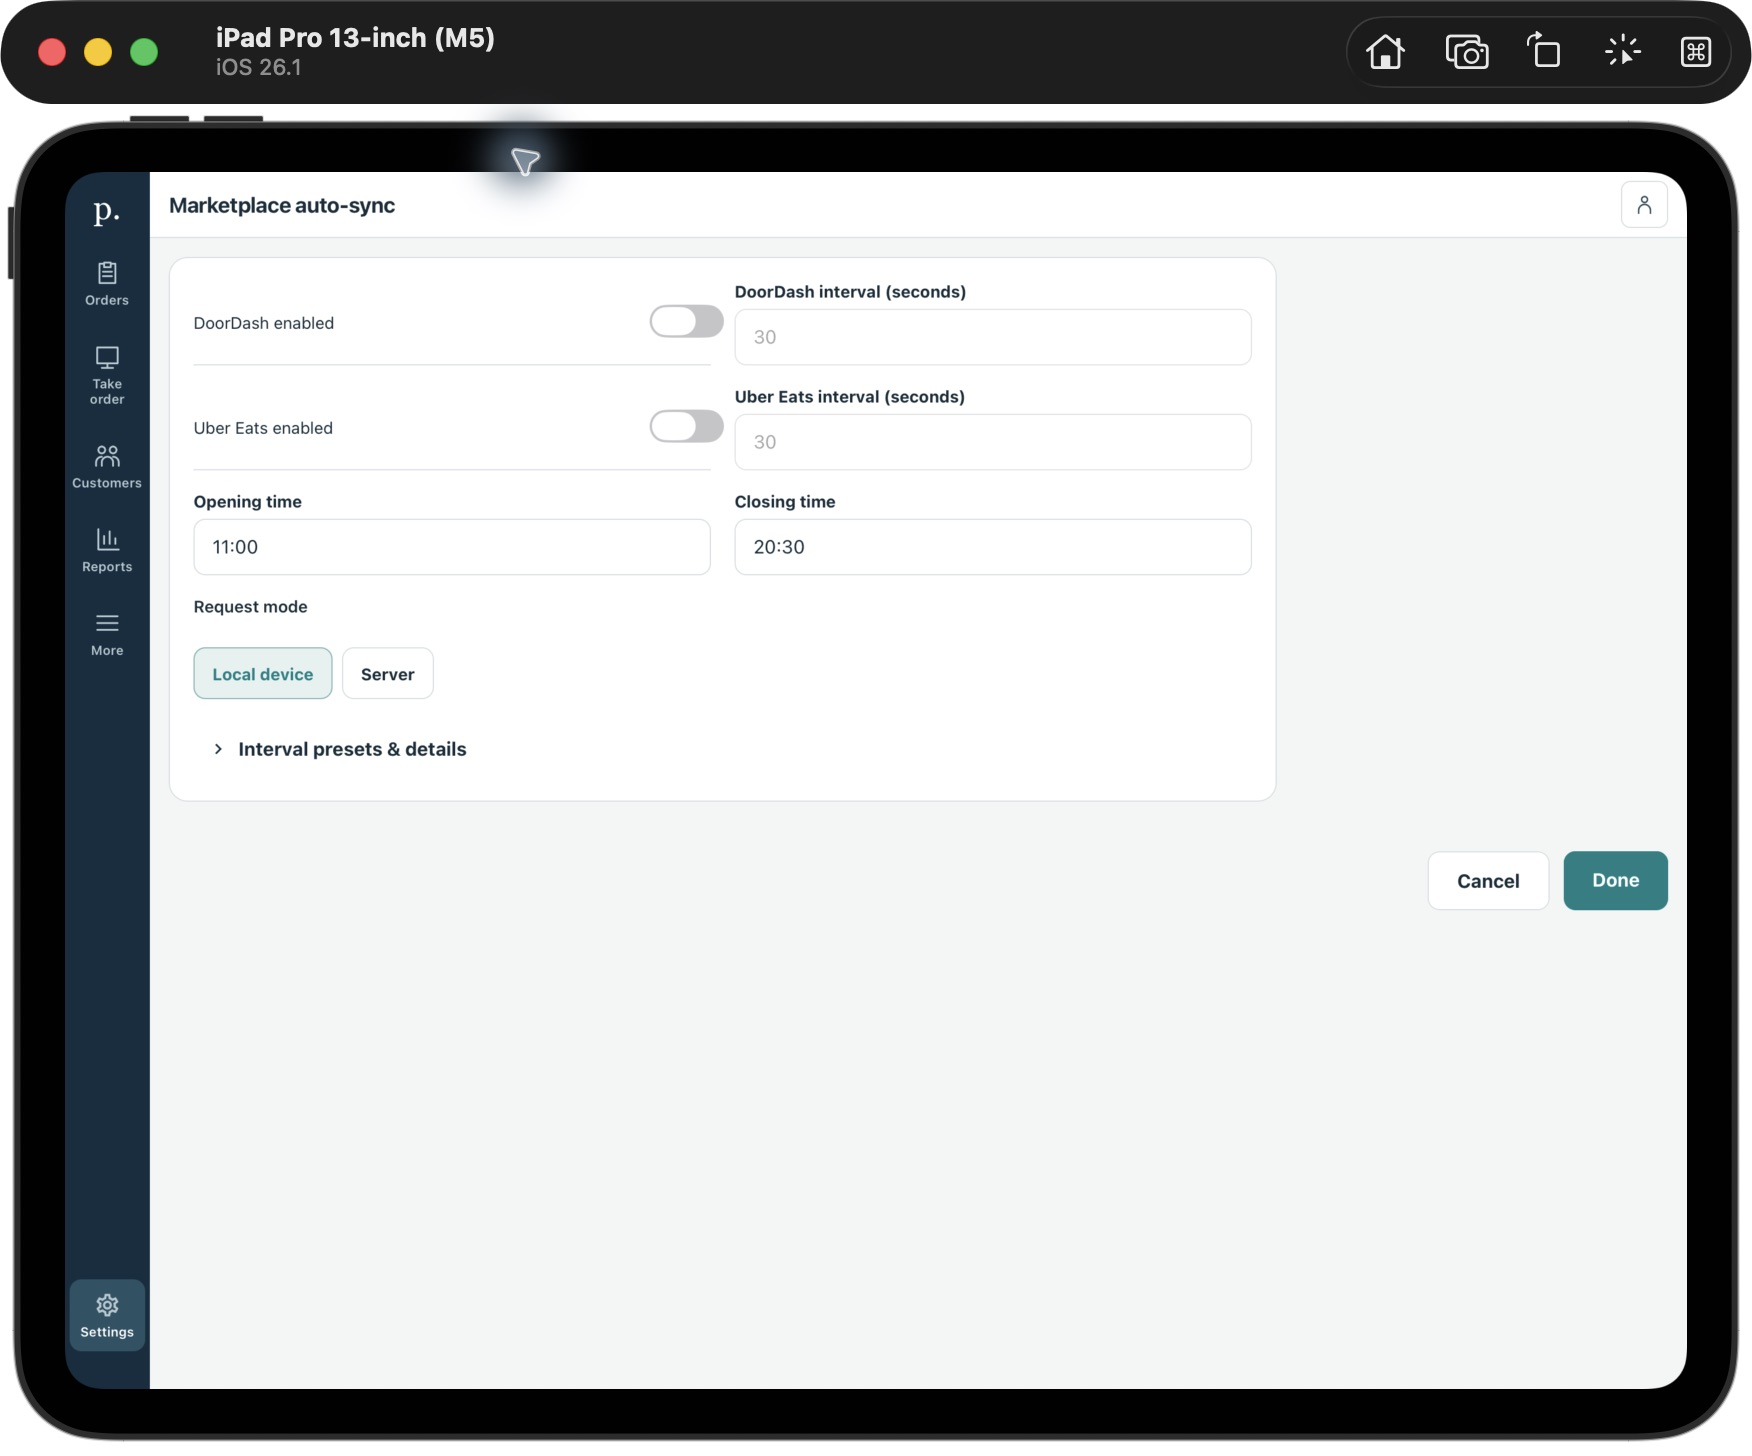 iPad Pro 13-inch (M5)
iOS 26.1
p.
Orders
Take
order
Customers
Reports
More
Settings
Marketplace auto-sync
DoorDash enabled
DoorDash interval (seconds)
30
Uber Eats enabled
Uber Eats interval (seconds)
30
Opening time
11:00
Closing time
20:30
Request mode
Local device
Server
Interval presets & details
Cancel
Done